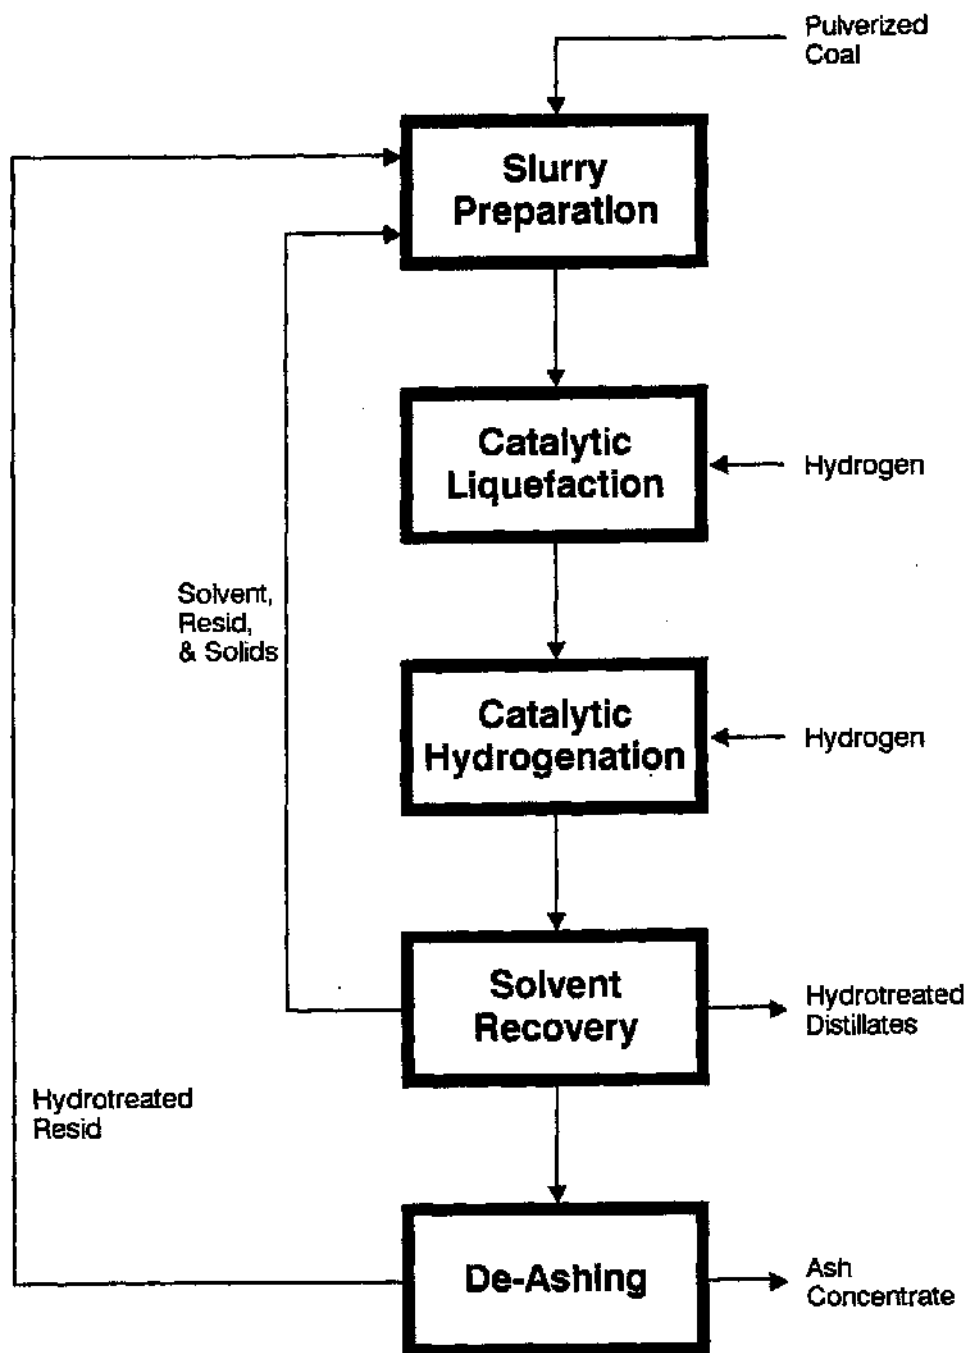 Pulverized
Coal
Slurry
Preparation
Catalytic
Liquefaction
Hydrogen
Solvent,
Resid,
& Solids
Catalytic
Hydrogenation
Hydrogen
Solvent
Recovery
Hydrotreated
Distillates
Hydrotreated
Resid
De-Ashing
Ash
Concentrate